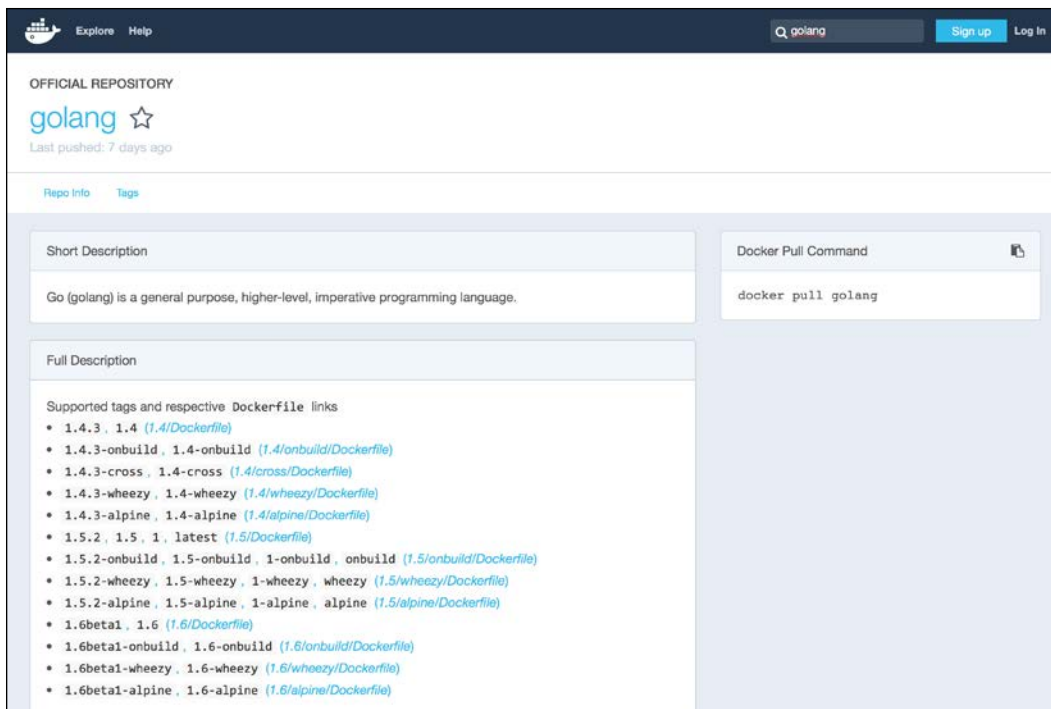 Explore Help golang Sign up Log In
OFFICIAL REPOSITORY
golang
Last pushed: 7 days ago
Repo Info Tags
Short Description
Go (golang) is a general purpose, higher-level, imperative programming language.
Docker Pull Command
docker pull golang
Full Description
Supported tags and respective Dockerfile links
• 1.4.3, 1.4 (1.4/Dockerfile)
• 1.4.3-onbuild, 1.4-onbuild (1.4/onbuild/Dockerfile)
• 1.4.3-cross, 1.4-cross (1.4/cross/Dockerfile)
• 1.4.3-wheezy, 1.4-wheezy (1.4/wheezy/Dockerfile)
• 1.4.3-alpine, 1.4-alpine (1.4/alpine/Dockerfile)
• 1.5.2, 1.5, 1, latest (1.5/Dockerfile)
• 1.5.2-onbuild, 1.5-onbuild, 1-onbuild, onbuild (1.5/onbuild/Dockerfile)
• 1.5.2-wheezy, 1.5-wheezy, 1-wheezy, wheezy (1.5/wheezy/Dockerfile)
• 1.5.2-alpine, 1.5-alpine, 1-alpine, alpine (1.5/alpine/Dockerfile)
• 1.6beta1, 1.6 (1.6/Dockerfile)
• 1.6beta1-onbuild, 1.6-onbuild (1.6/onbuild/Dockerfile)
• 1.6beta1-wheezy, 1.6-wheezy (1.6/wheezy/Dockerfile)
• 1.6beta1-alpine, 1.6-alpine (1.6/alpine/Dockerfile)